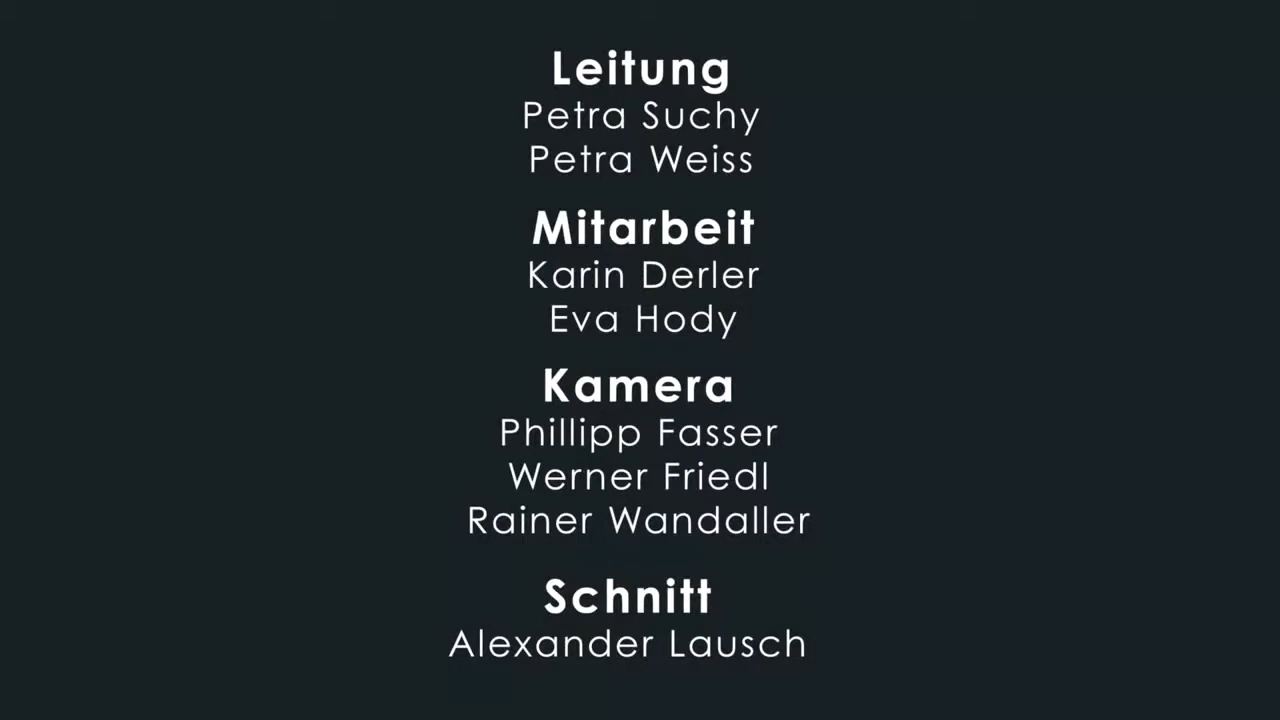 Leitung
Petra Suchy
Petra Weiss
Mitarbeit
Karin Derler
Eva Hody
Kamera
Phillipp Fasser
Werner Friedl
Rainer Wandaller
Schnitt
Alexander Lausch